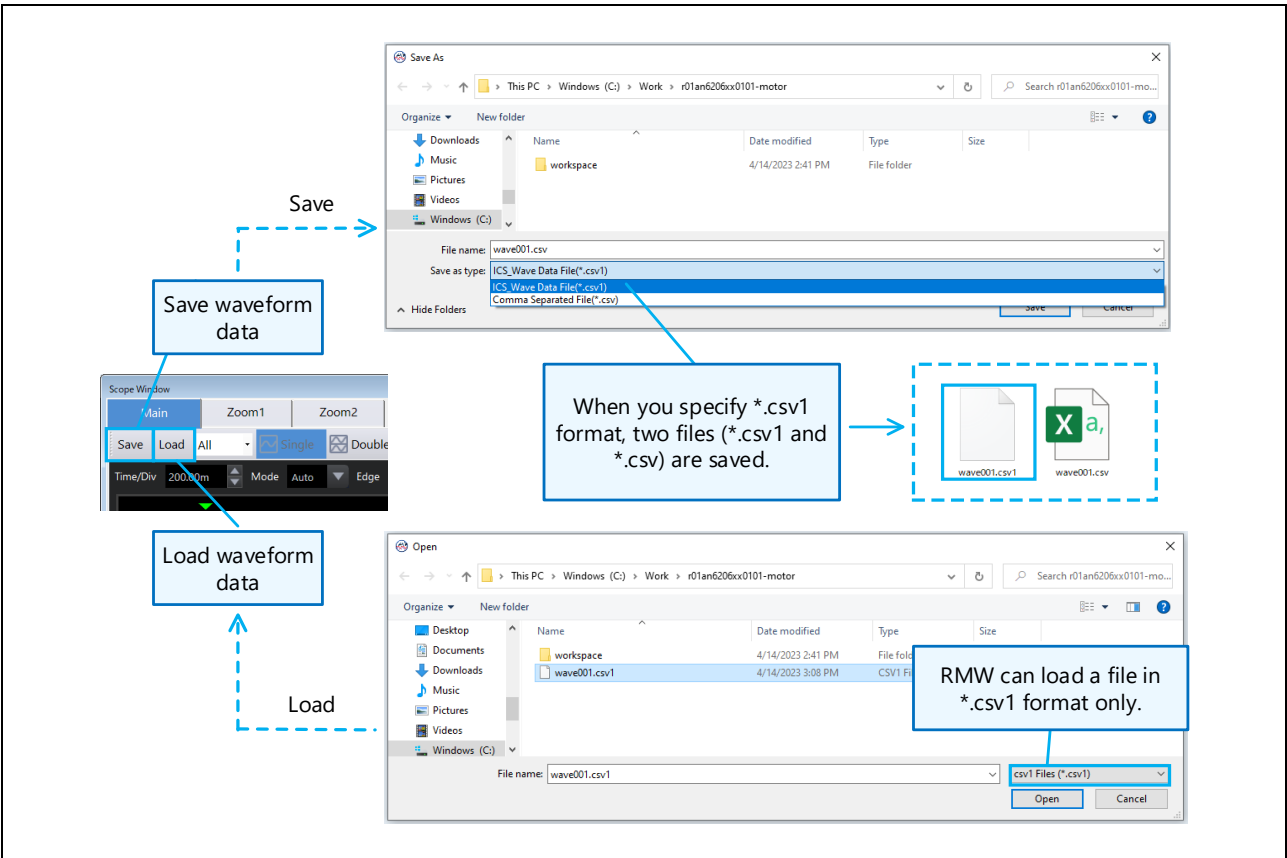 Save As
This PC > Windows (C:) > Work > r01an6206xx0101-motor
Search r01an6206xx0101-mo...
Organize
New folder
Downloads
Music
Pictures
Videos
Windows (C:)
Name
Date modified
Type
Size
workspace
4/14/2023 2:41 PM
File folder
File name:
wave001.csv
Save as type:
ICS_Wave Data File(*.csv1)
ICS_Wave Data File(*.csv1)
Comma Separated File(*.csv)
Hide Folders
Save
Cancel
Save
Save waveform
data
Scope Window
Main
Zoom1
Zoom2
Save
Load
All
Single
Double
Time/Div
200.00m
Mode
Auto
Edge
When you specify *.csv1
format, two files (*.csv1 and
*.csv) are saved.
X a,
wave001.csv1
wave001.csv
Load waveform
data
Load
Open
This PC > Windows (C:) > Work > r01an6206xx0101-motor
Search r01an6206xx0101-mo...
Organize
New folder
Desktop
Documents
Downloads
Music
Pictures
Videos
Windows (C:)
Name
Date modified
Type
Size
workspace
4/14/2023 2:41 PM
File fold
wave001.csv1
4/14/2023 3:08 PM
CSV1 Fi
RMW can load a file in
*.csv1 format only.
File name:
wave001.csv1
csv1 Files (*.csv1)
Open
Cancel